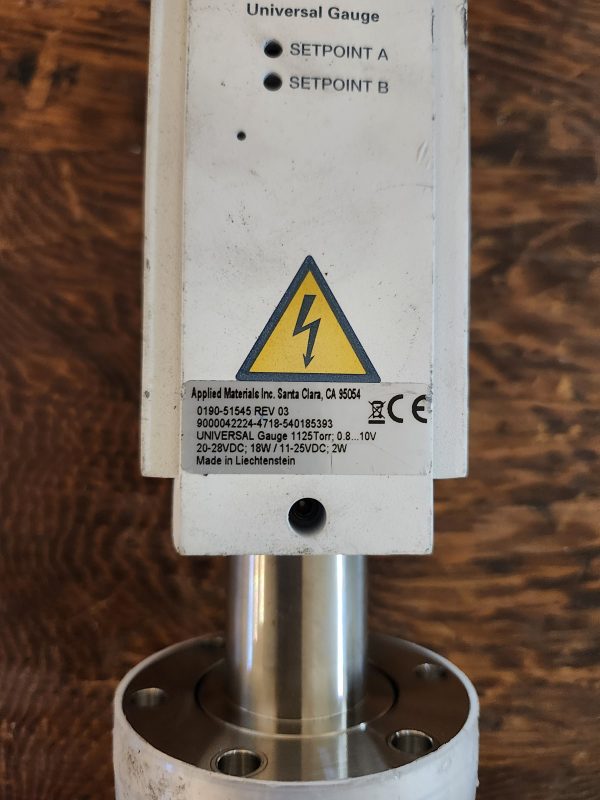 Universal Gauge
SETPOINT A
SETPOINT B
Applied Materials Inc. Santa Clara, CA 95054
0190-51545 REV 03
9000042224-4718-540185393
UNIVERSAL Gauge 1125Torr; 0.8...10V
20-28VDC; 18W / 11-25VDC; 2W
Made in Liechtenstein
CE